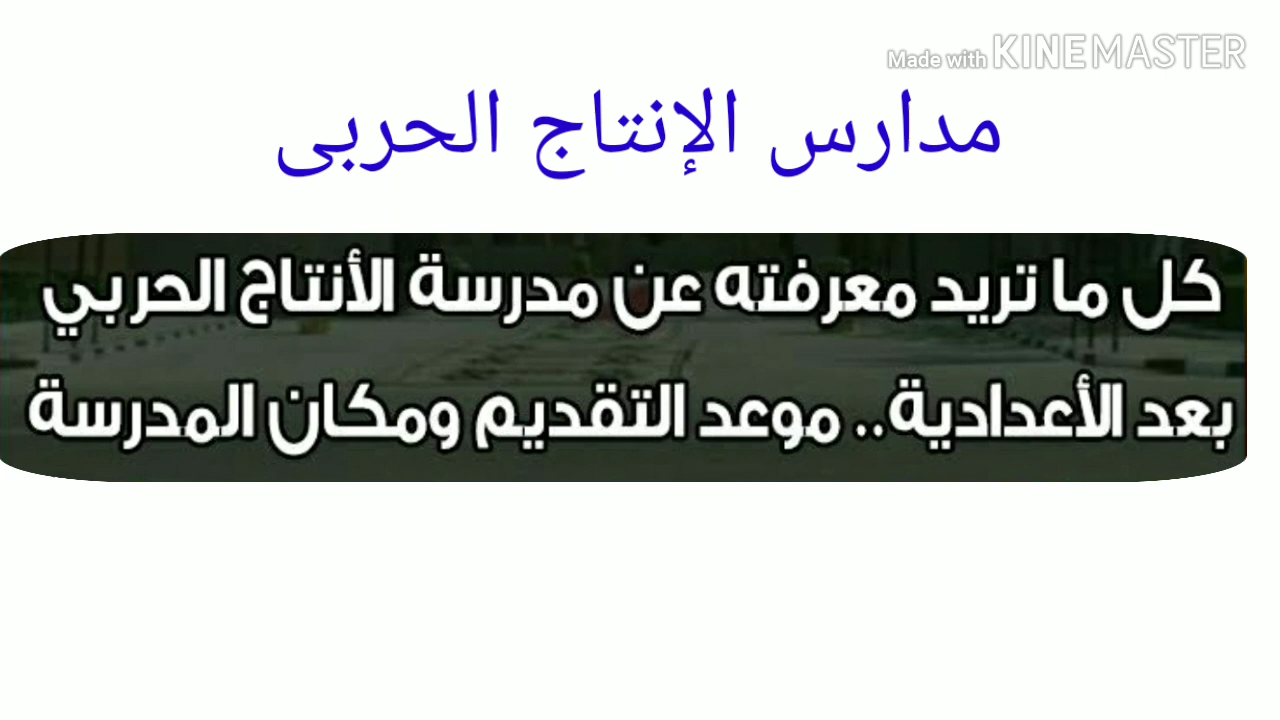 Made with KINEMASTER
مدارس الإنتاج الحربى
كل ما تريد معرفته عن مدرسة الأنتاج الحربي
بعد الأعدادية.. موعد التقديم ومكان المدرسة